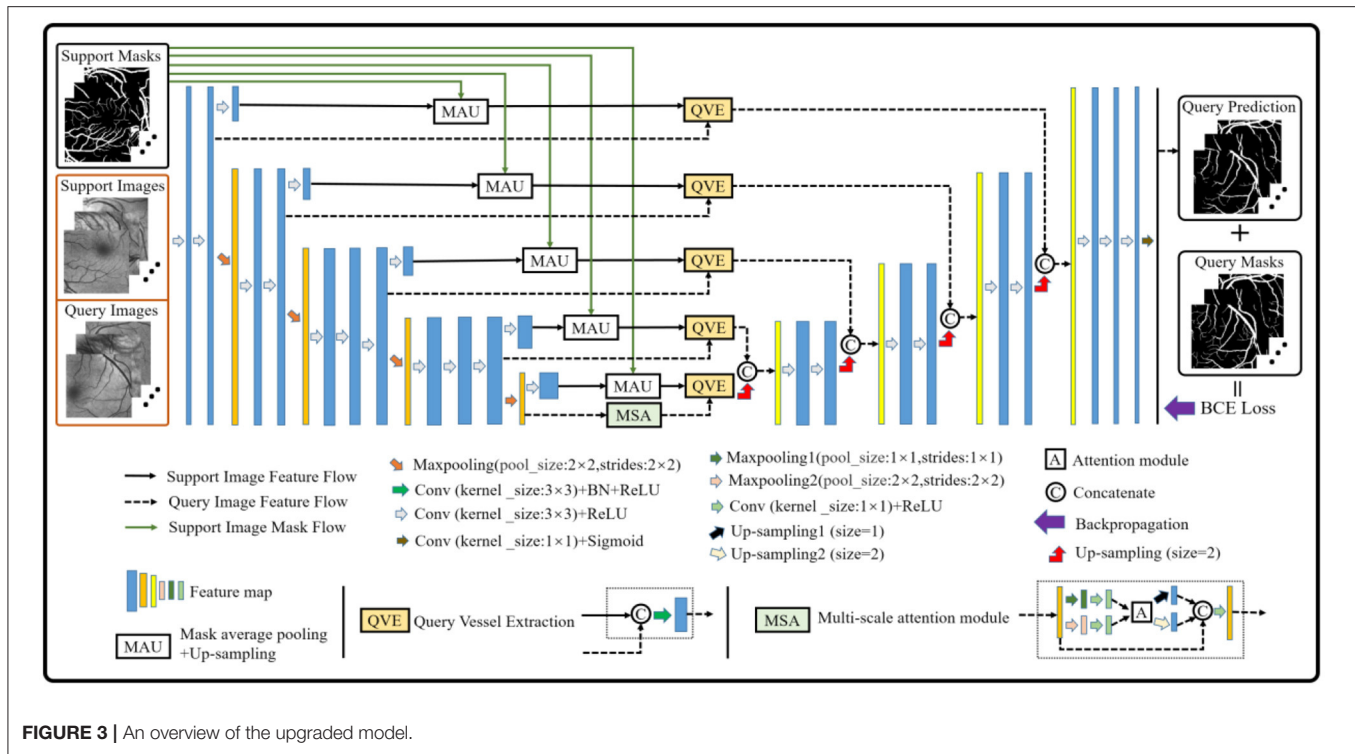 Support Masks
Support Images
Query Images
MAU
QVE
MAU
QVE
MAU
QVE
MAU
QVE
MAU
QVE
MSA
C
C
C
C
Query Prediction
+
Query Masks
=
BCE Loss
Support Image Feature Flow
Query Image Feature Flow
Support Image Mask Flow
Maxpooling(pool_size:2×2,strides:2×2)
Conv (kernel _size:3×3)+BN+ReLU
Conv (kernel _size:3×3)+ReLU
Conv (kernel _size:1×1)+Sigmoid
Maxpooling1(pool_size:1×1,strides:1×1)
Maxpooling2(pool_size:2×2,strides:2×2)
Conv (kernel _size:1×1)+ReLU
Up-sampling1 (size=1)
Up-sampling2 (size=2)
A Attention module
C Concatenate
Backpropagation
Up-sampling (size=2)
Feature map
MAU Mask average pooling
+Up-sampling
QVE Query Vessel Extraction
C
MSA Multi-scale attention module
A C
FIGURE 3 | An overview of the upgraded model.